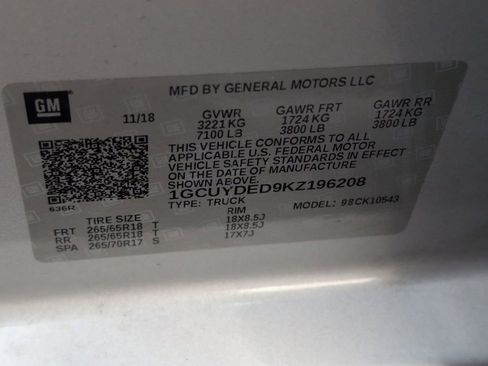 GM
MFD BY GENERAL MOTORS LLC
11/18 GVWR GAWR FRT GAWR RR
3221 KG 1724 KG 1724 KG
7100 LB 3800 LB 3800 LB
THIS VEHICLE CONFORMS TO ALL
APPLICABLE U.S. FEDERAL MOTOR
VEHICLE SAFETY STANDARDS IN EFFECT
ON THE DATE OF MANUFACTURE SHOWN ABOVE.
1GCUYDED9KZ196208
636R TYPE: TRUCK MODEL: 98CK10543
TIRE SIZE RIM
FRT 265/65R18 T 18X8.5J
RR 265/65R18 T 18X8.5J
SPA 265/70R17 S 17X7J